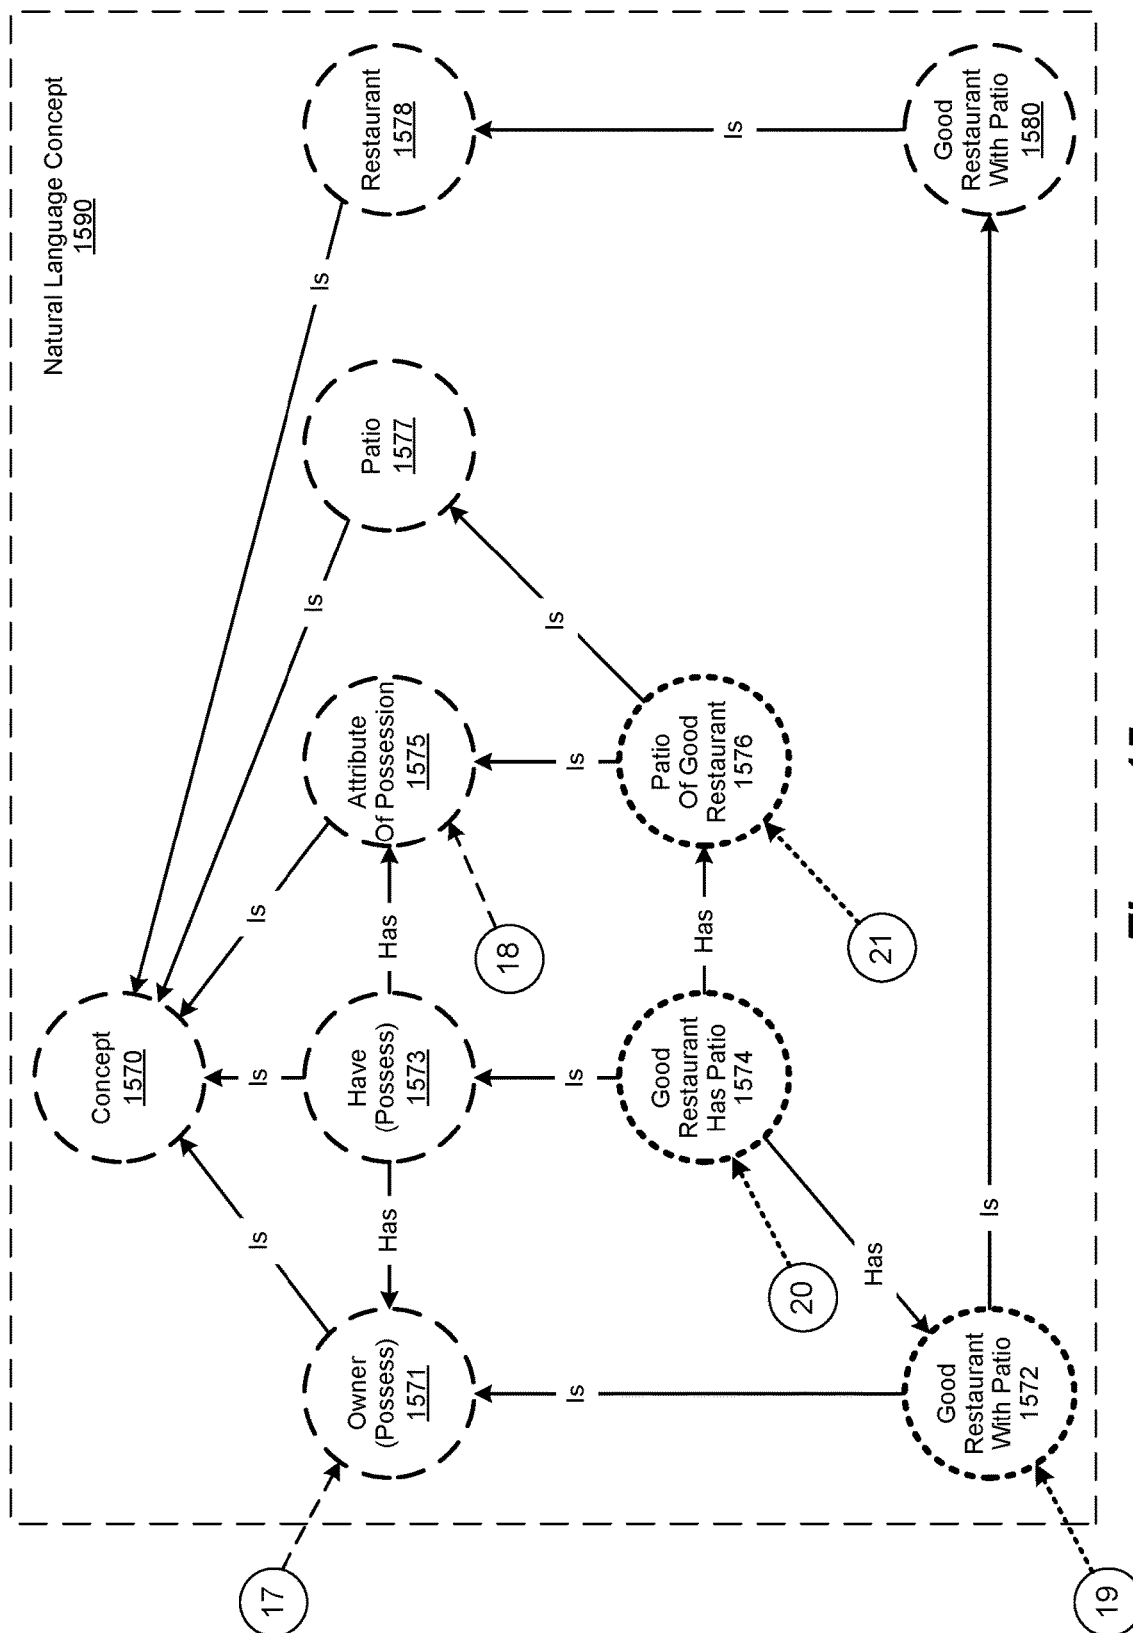 Natural Language Concept
1590
Concept
1570
Is
Is
Is
Is
Is
17
Owner
(Possess)
1571
Has
Have
(Possess)
1573
Has
Attribute
Of Possession
1575
Patio
1577
Restaurant
1578
18
Is
Is
Is
Is
Is
Good
Restaurant
Has Patio
1574
Has
Patio
Of Good
Restaurant
1576
20
21
Has
Good
Restaurant
With Patio
1572
Is
Good
Restaurant
With Patio
1580
19